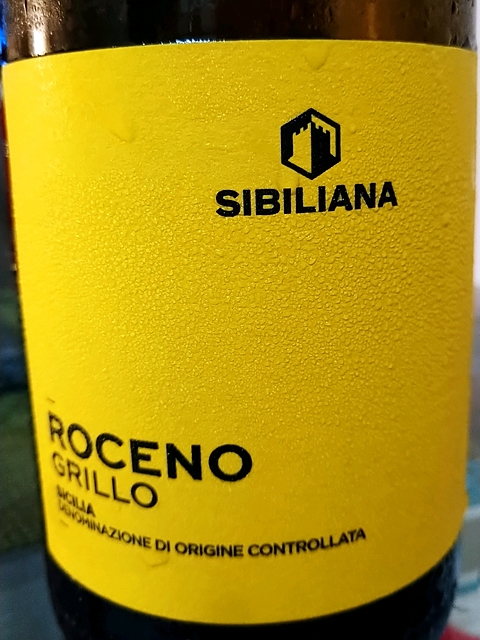 SIBILIANA
ROCENO
GRILLO
SICILIA
DENOMINAZIONE DI ORIGINE CONTROLLATA